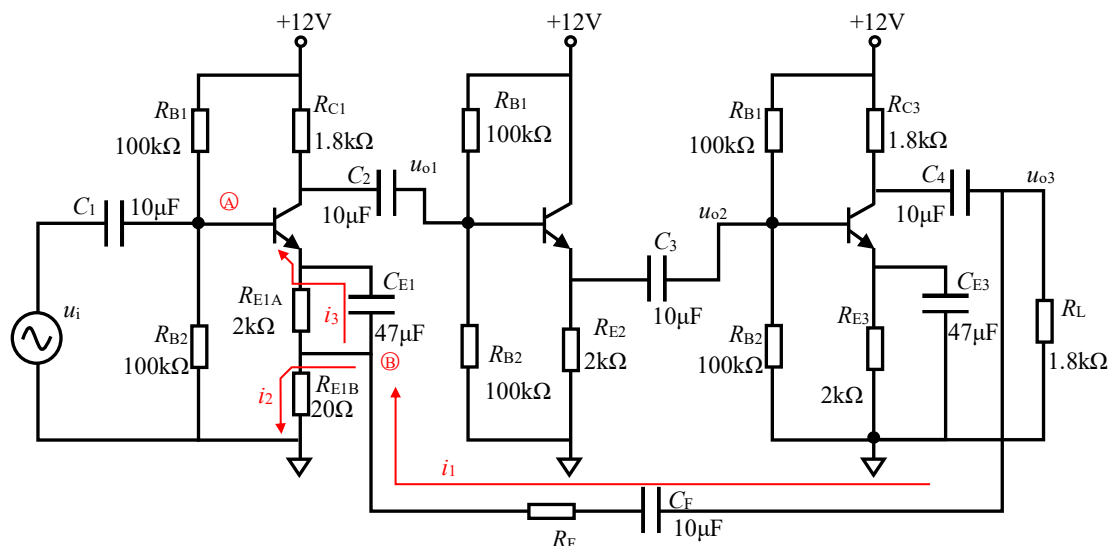 +12V
+12V
+12V
RB1
100kΩ
RC1
1.8kΩ
RB1
100kΩ
RB1
100kΩ
RC3
1.8kΩ
C1
10μF
Ⓐ
C2
10μF
uo1
uo2
C4
10μF
uo3
C3
10μF
ui
RB2
100kΩ
RE1A
2kΩ
i3
CE1
47μF
RB2
100kΩ
RE2
2kΩ
RB2
100kΩ
RE3
2kΩ
CE3
47μF
RL
1.8kΩ
Ⓑ
i2
RE1B
20Ω
i1
RF
CF
10μF